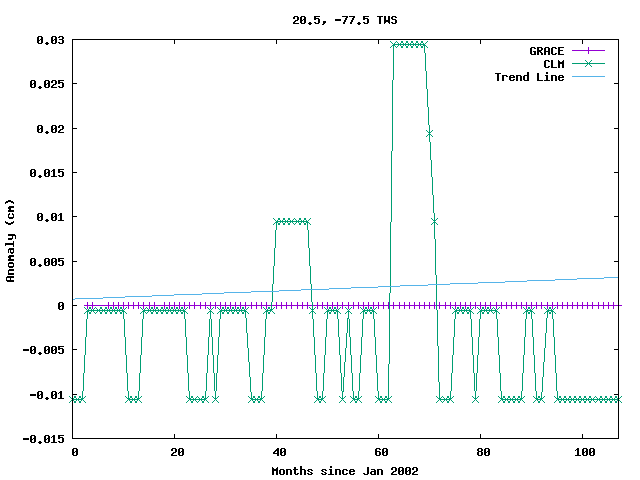 20.5, -77.5 TWS
GRACE
CLM
Trend Line
0.03
0.025
0.02
0.015
0.01
0.005
0
-0.005
-0.01
-0.015
Anomaly (cm)
0 20 40 60 80 100
Months since Jan 2002